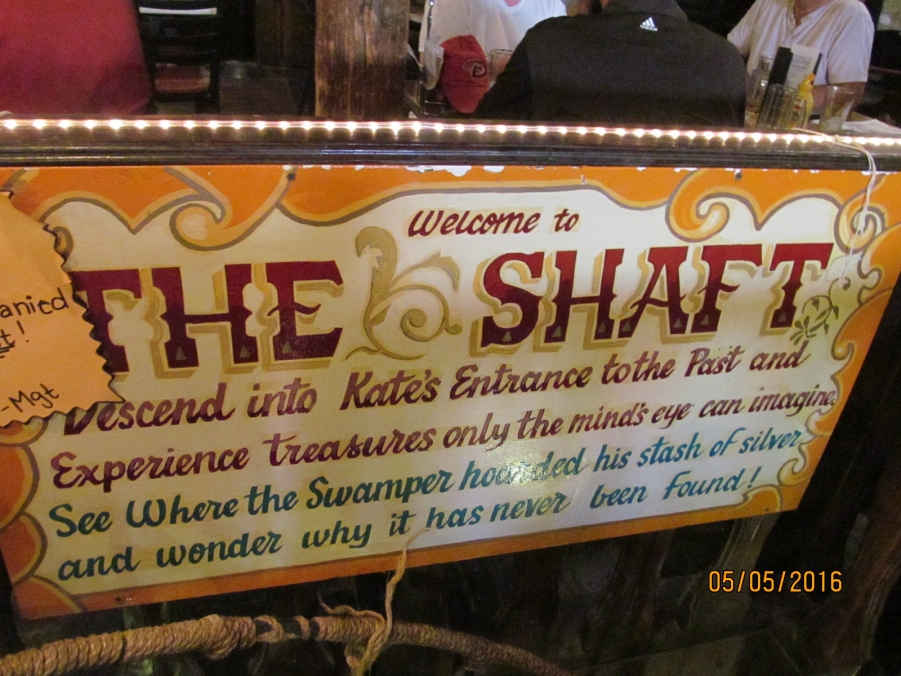 Welcome to
THE SHAFT
Descend into Kate's Entrance to the Past and
Experience Treasures only the mind's eye can imagine.
See Where the Swamper hoarded his stash of silver
and wonder why it has never been Found!
-Mgt
05/05/2016